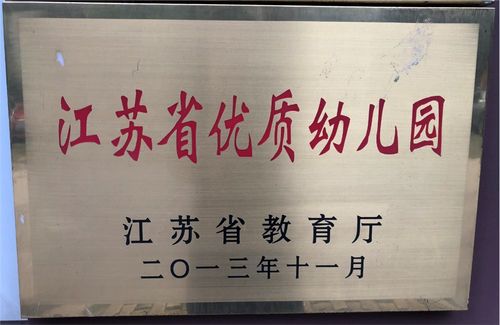 江苏省优质幼儿园
江苏省教育厅
二〇一三年十一月